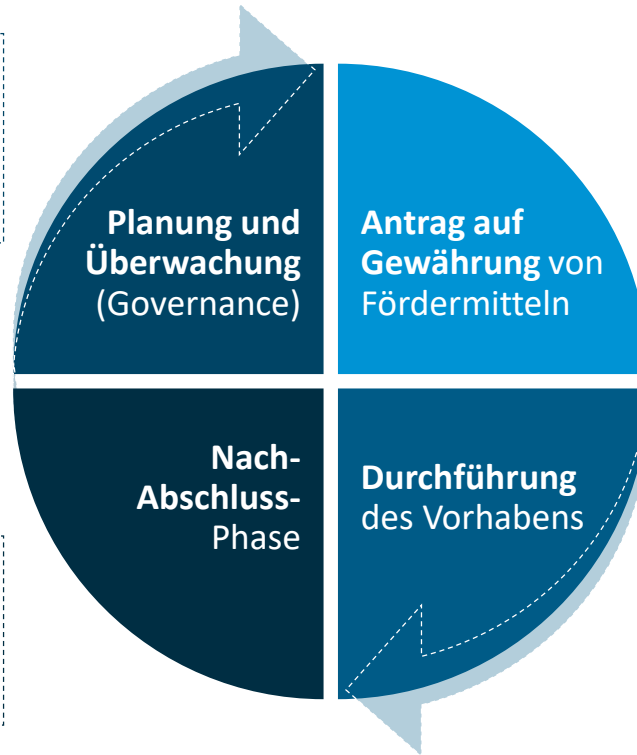 Planung und
Überwachung
(Governance)
Antrag auf
Gewährung von
Fördermitteln
Nach-
Abschluss-
Phase
Durchführung
des Vorhabens